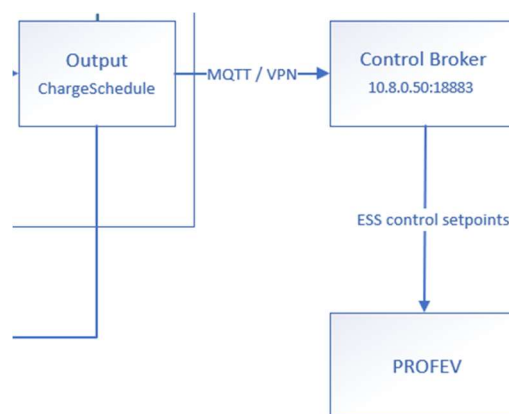 Output
ChargeSchedule
MQTT / VPN
Control Broker
10.8.0.50:18883
ESS control setpoints
PROFEV